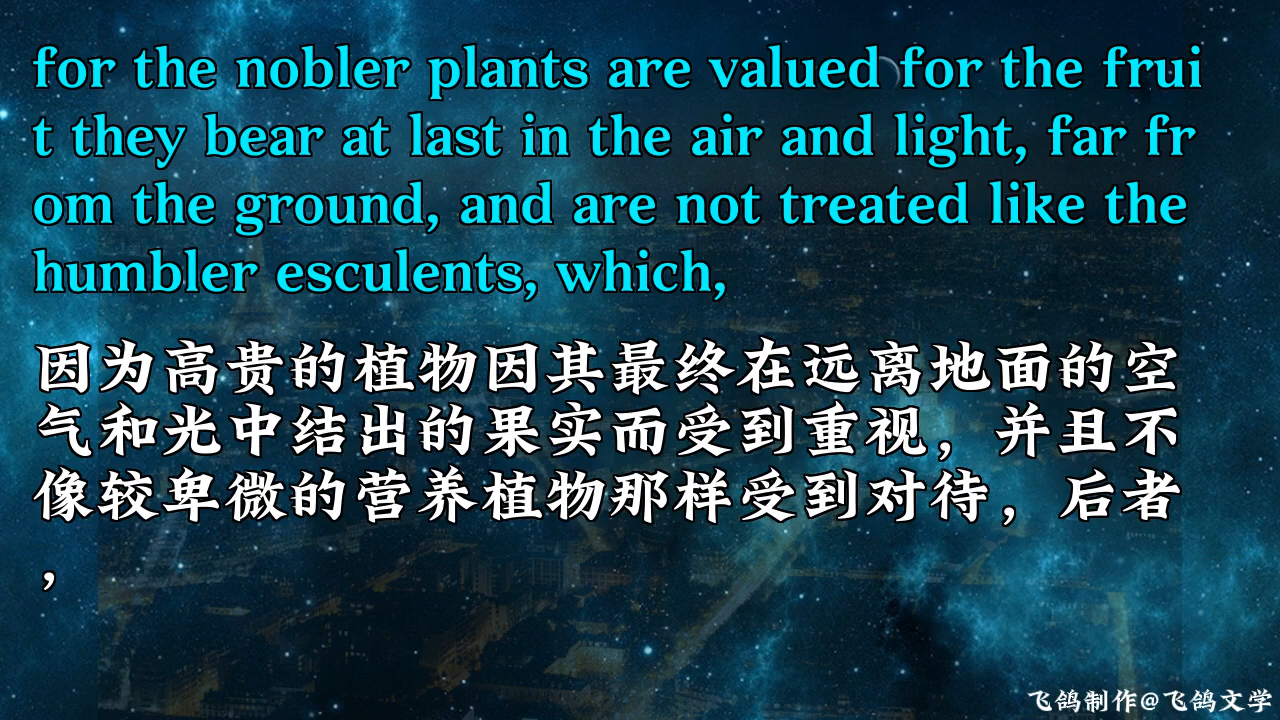 for the nobler plants are valued for the frui
t they bear at last in the air and light, far fr
om the ground, and are not treated like the
humbler esculents, which,
因为高贵的植物因其最终在远离地面的空
气和光中结出的果实而受到重视，并且不
像较卑微的营养植物那样受到对待，后者
，
飞鸽制作@飞鸽文学